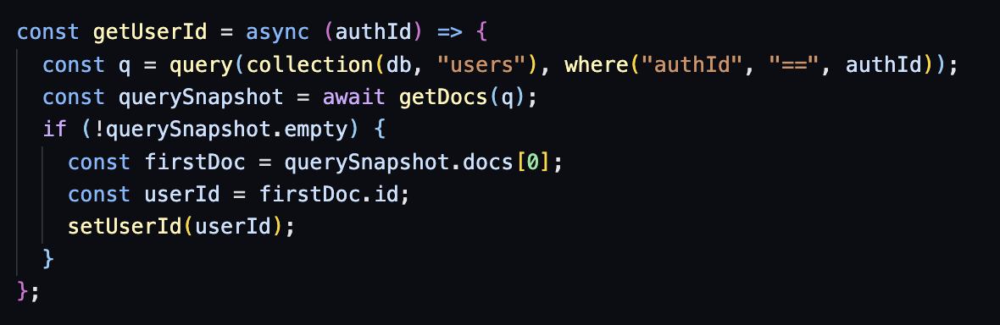 const getUserId = async (authId) => {
  const q = query(collection(db, "users"), where("authId", "==", authId));
  const querySnapshot = await getDocs(q);
  if (!querySnapshot.empty) {
    const firstDoc = querySnapshot.docs[0];
    const userId = firstDoc.id;
    setUserId(userId);
  }
};